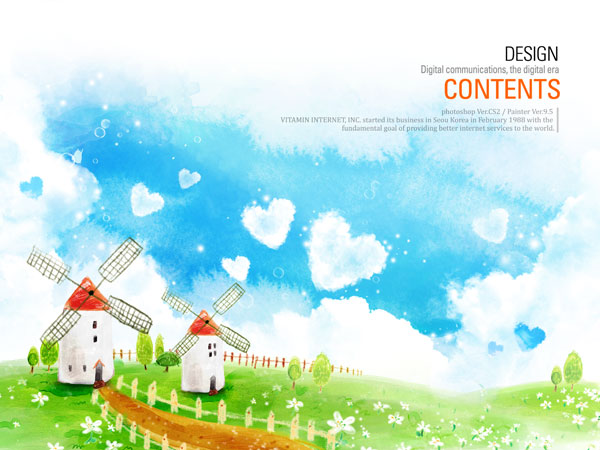 DESIGN
Digital communications, the digital era
CONTENTS
photoshop Ver.CS2 / Painter Ver.9.5
VITAMIN INTERNET, INC. started its business in Seou Korea in February 1988 with the
fundamental goal of providing better internet services to the world.